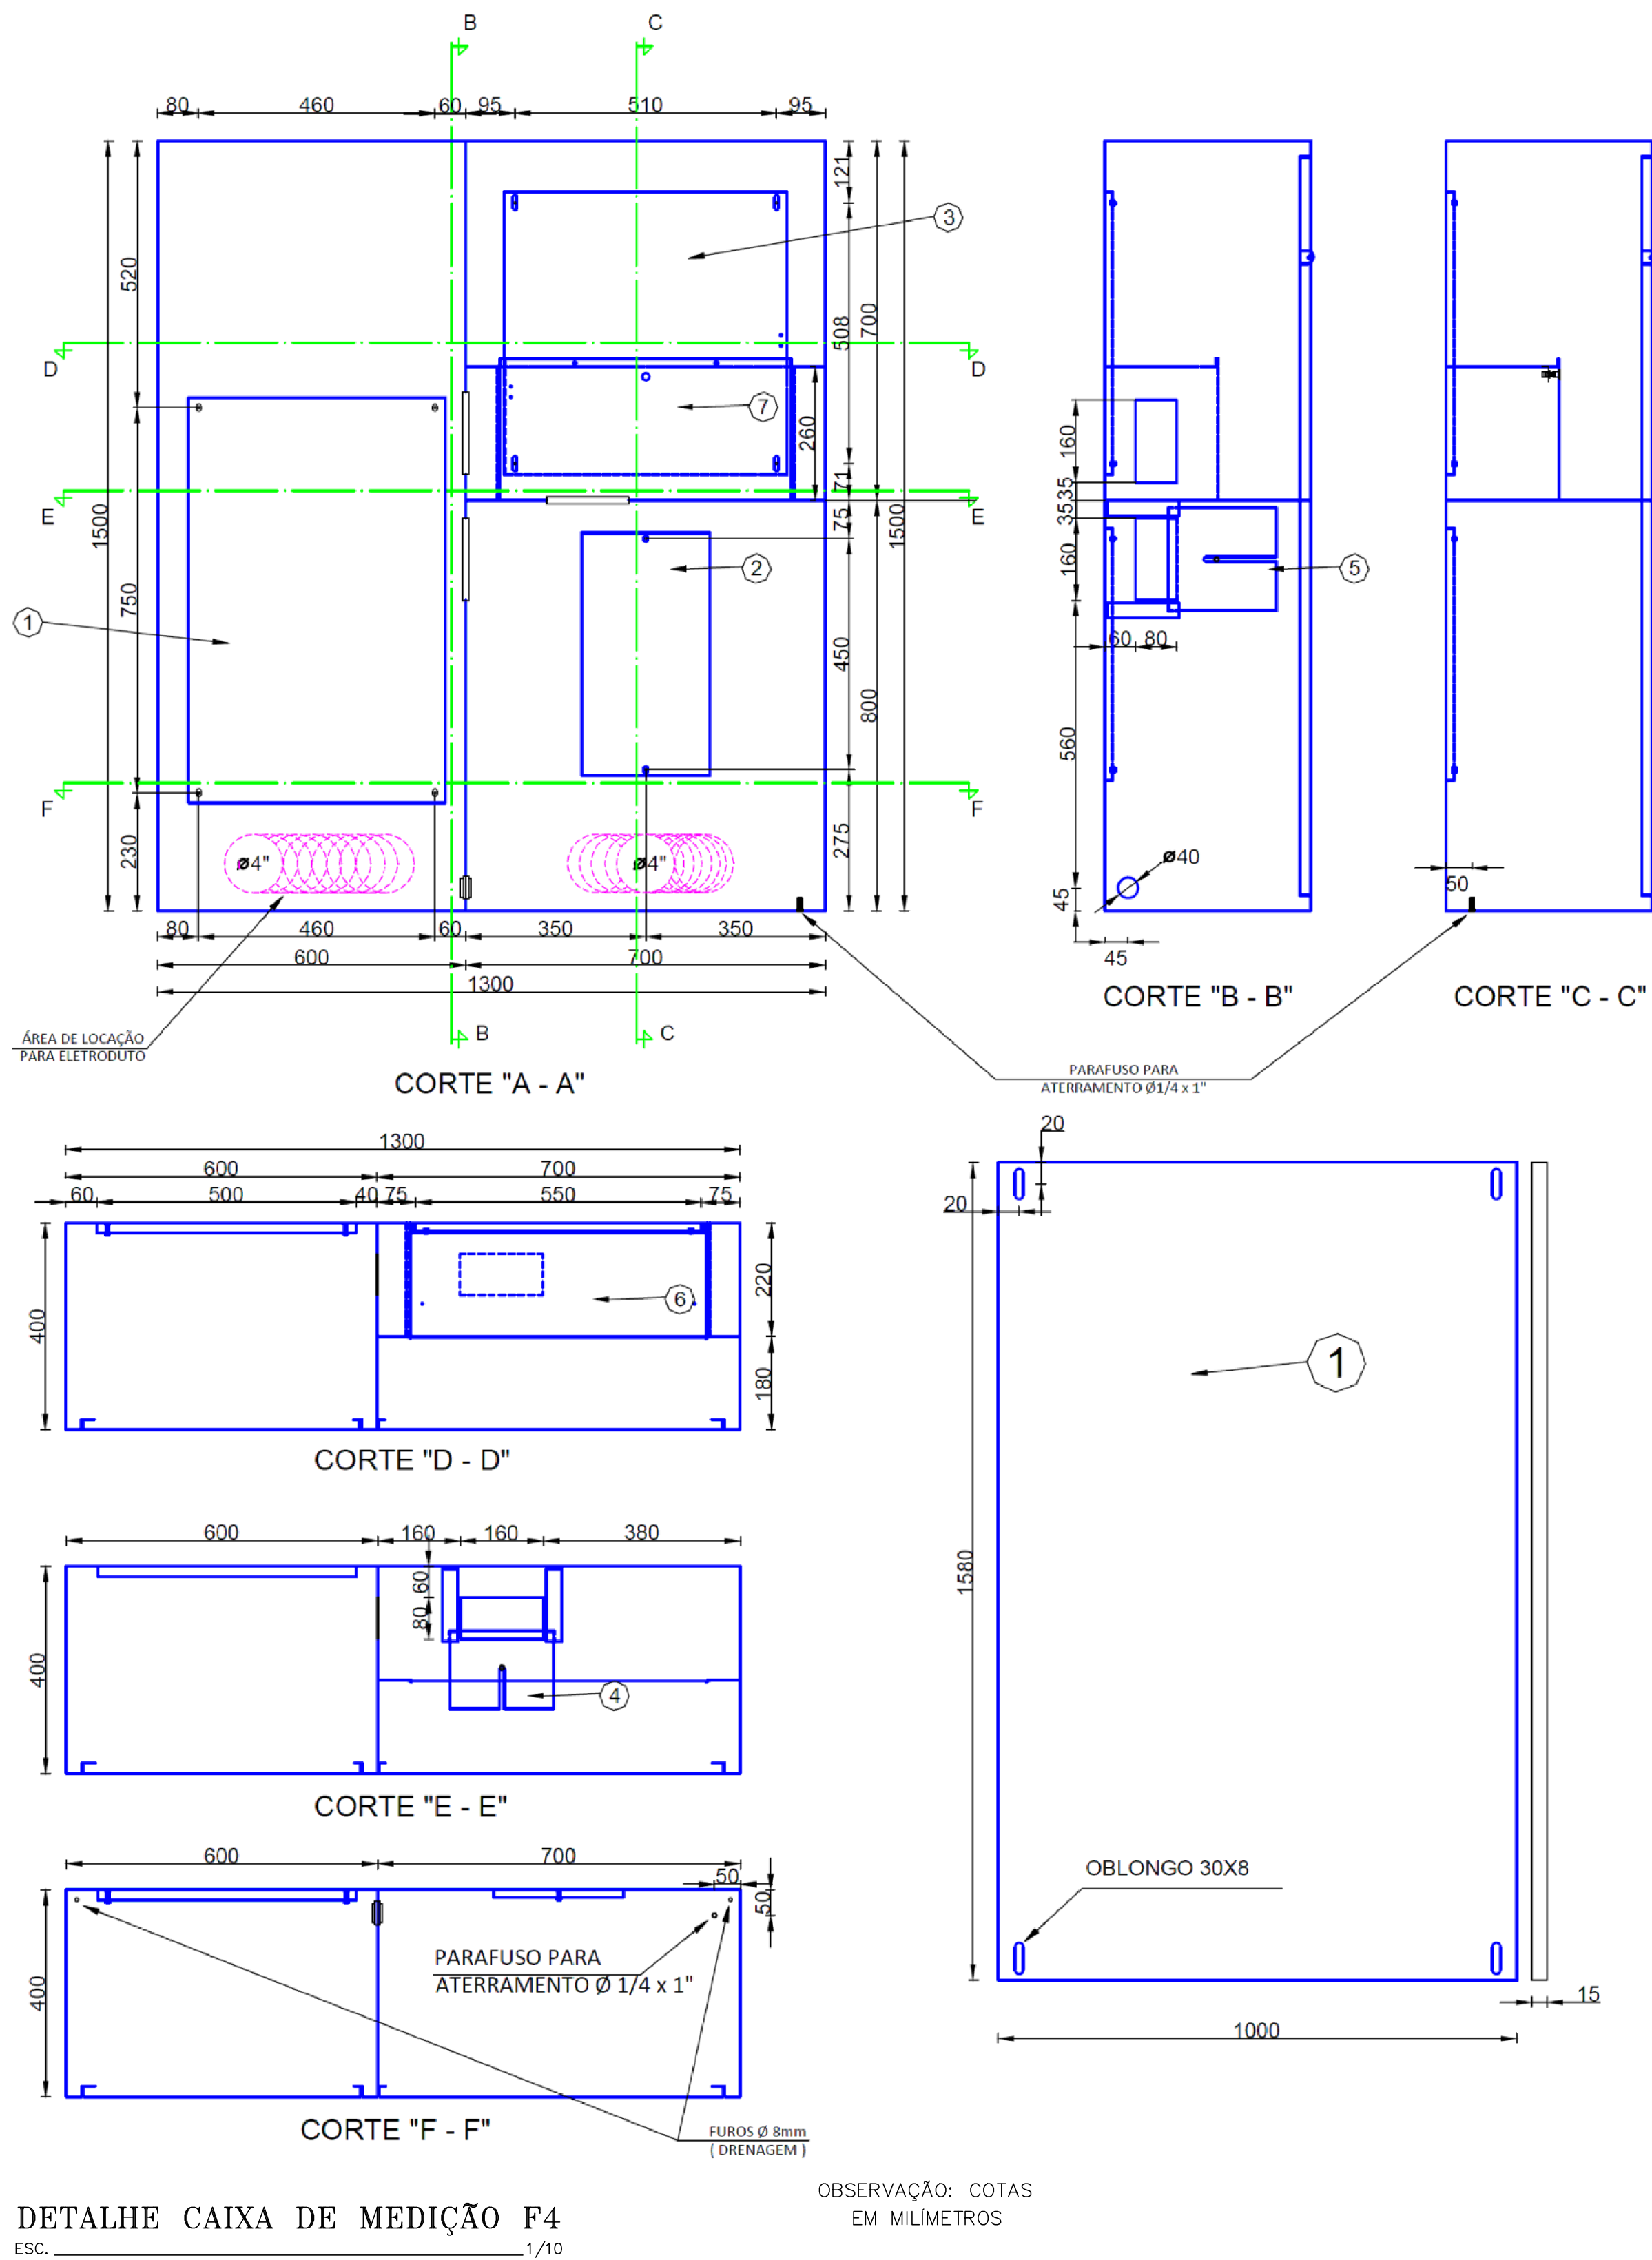 B
C
80
460
60
95
510
95
121
3
520
508
700
D
D
7
260
71
E
E
1500
75
1500
2
1
750
450
800
F
F
230
ø4"
ø4"
275
80
460
60
350
350
600
700
1300
B
C
ÁREA DE LOCAÇÃO
PARA ELETRODUTO
CORTE "A - A"
160
35
35
160
5
60
80
560
ø40
45
45
CORTE "B - B"
50
CORTE "C - C"
PARAFUSO PARA
ATERRAMENTO Ø1/4 x 1"
1300
600
700
60
500
40
75
550
75
400
220
180
6
CORTE "D - D"
600
160
160
380
60
80
400
4
CORTE "E - E"
600
700
50
50
400
PARAFUSO PARA
ATERRAMENTO Ø 1/4 x 1"
CORTE "F - F"
FUROS Ø 8mm
( DRENAGEM )
20
20
1
1580
OBLONGO 30X8
15
1000
OBSERVAÇÃO: COTAS
EM MILÍMETROS
DETALHE CAIXA DE MEDIÇÃO F4
ESC. 1/10